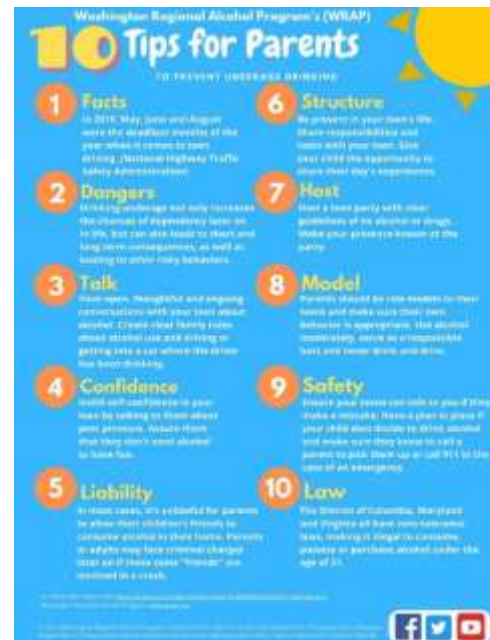 Washington Regional Alcohol Program's (WRAP)
10 Tips for Parents
TO PREVENT UNDERAGE DRINKING
1 Facts
In 2019, May, June and August
were the deadliest months of the
year when it comes to teen
driving. (National Highway Traffic
Safety Administration)
2 Dangers
Drinking underage not only increases
the chances of dependency later on
in life, but can also leads to short and
long term consequences, as well as
leading to other risky behaviors.
3 Talk
Have open, thoughtful and ongoing
conversations with your teen about
alcohol. Create clear family rules
about alcohol use and driving or
getting into a car where the driver
has been drinking.
4 Confidence
Build self-confidence in your
teen by talking to them about
peer pressure. Assure them
that they don't need alcohol
to have fun.
5 Liability
In most cases, it's unlawful for parents
to allow their children's friends to
consume alcohol in their home. Parents
or adults may face criminal charges
later on if those same "friends" are
involved in a crash.
6 Structure
Be present in your teen's life.
Share responsibilities and
tasks with your teen. Give
your child the opportunity to
share their day's experiences.
7 Host
Host a teen party with clear
guidelines of no alcohol or drugs.
Make your presence known at the
party.
8 Model
Parents should be role models to their
teens and make sure their own
behavior is appropriate. Use alcohol
moderately, serve as a responsible
host and never drink and drive.
9 Safety
Ensure your teens can talk to you if they
make a mistake. Have a plan in place if
your child does decide to drink alcohol
and make sure they know to call a
parent to pick them up or call 911 in the
case of an emergency.
10 Law
The District of Columbia, Maryland
and Virginia all have zero tolerance
laws, making it illegal to consume,
possess or purchase alcohol under the
age of 21.